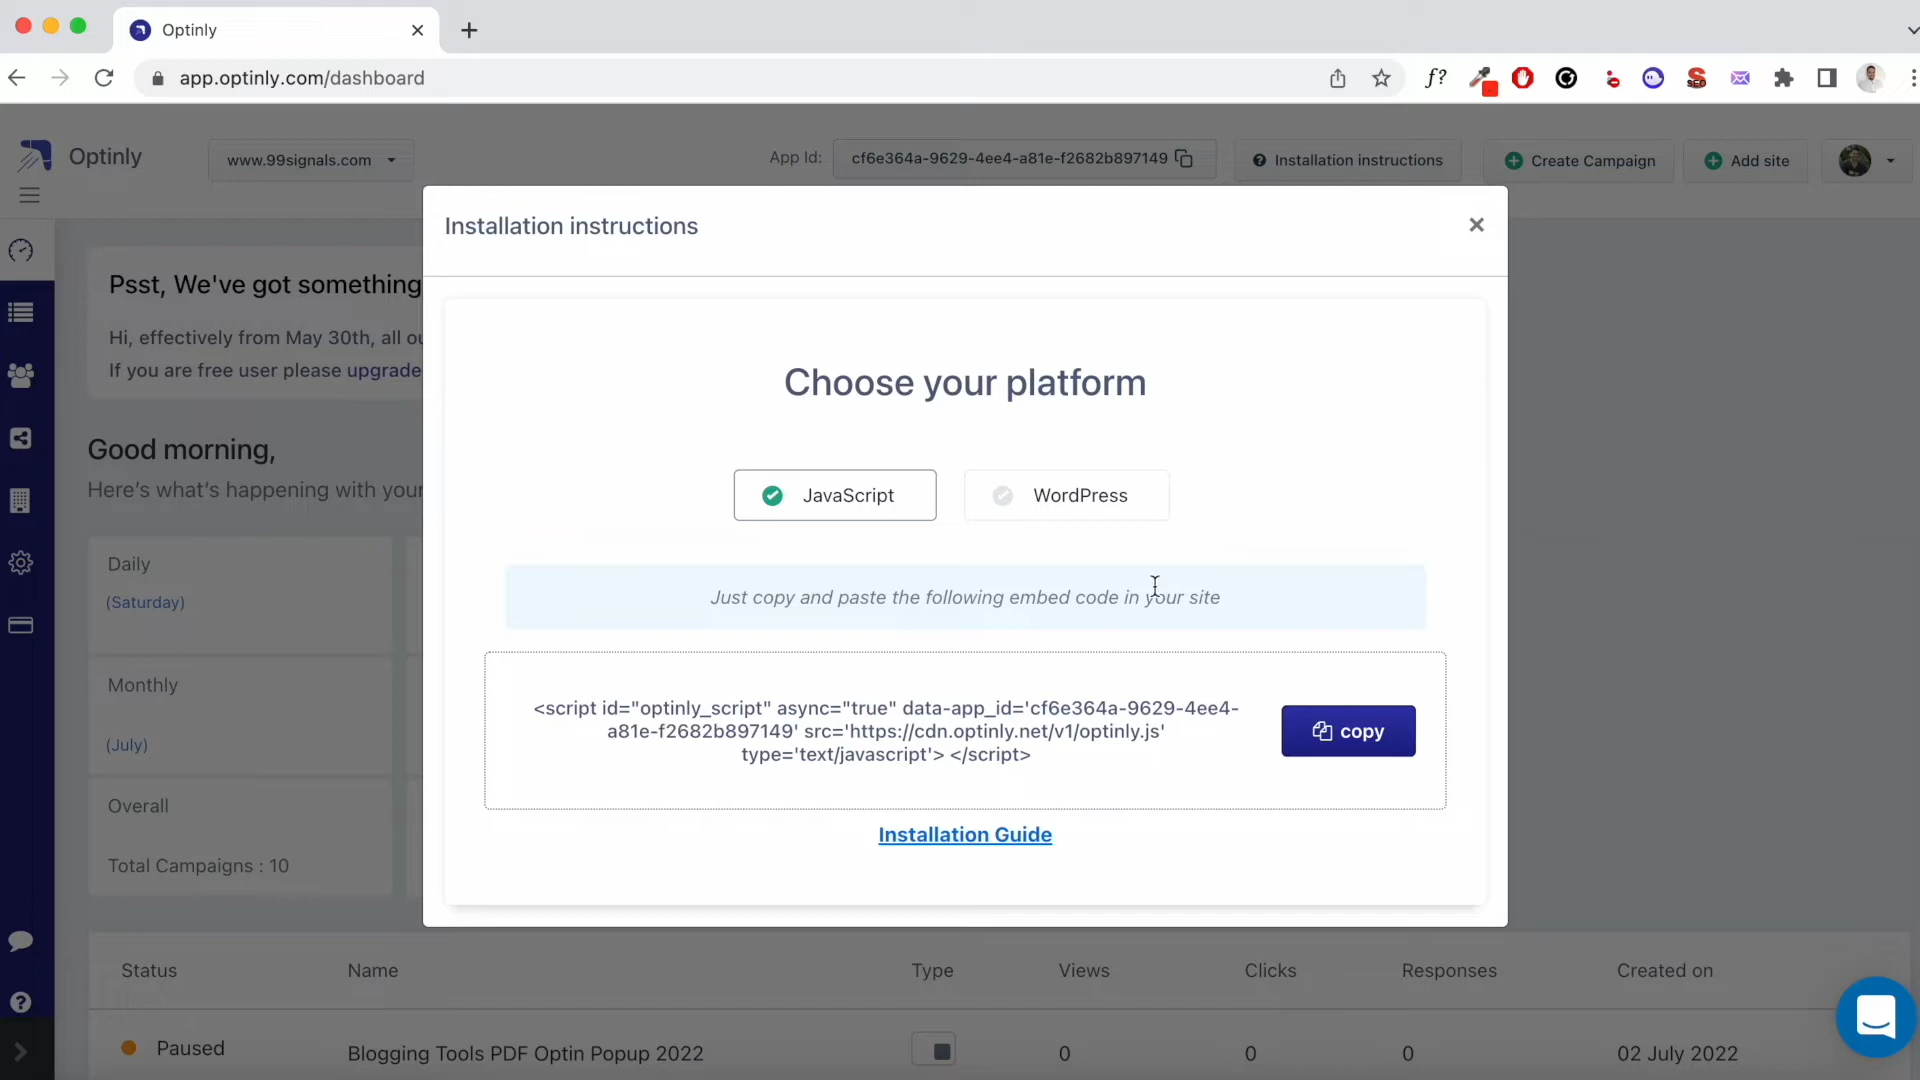 Optinly
app.optinly.com/dashboard
f?
SEO
Optinly
www.99signals.com
App Id:
cf6e364a-9629-4ee4-a81e-f2682b897149
Installation instructions
Create Campaign
Add site
Installation instructions
Psst, We've got something
Hi, effectively from May 30th, all ou
If you are free user please upgrade
Choose your platform
Good morning,
Here's what's happening with your
JavaScript
WordPress
Daily
(Saturday)
Just copy and paste the following embed code in your site
Monthly
(July)
<script id="optinly_script" async="true" data-app_id='cf6e364a-9629-4ee4-
a81e-f2682b897149' src='https://cdn.optinly.net/v1/optinly.js'
type='text/javascript'> </script>
copy
Overall
Total Campaigns : 10
Installation Guide
Status Name Type Views Clicks Responses Created on
Paused Blogging Tools PDF Optin Popup 2022 0 0 0 02 July 2022